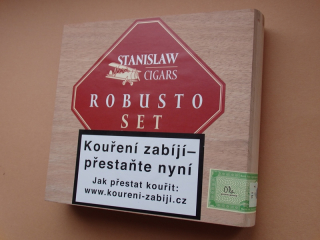 STANISLAW
CIGARS
ROBUSTO
SET
Kouření zabíjí–
přestaňte nyní
Jak přestat kouřit:
www.koureni-zabiji.cz